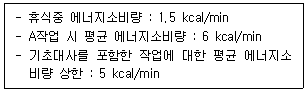 - 휴식중 에너지소비량 : 1.5 kcal/min
- A작업 시 평균 에너지소비량 : 6 kcal/min
- 기초대사를 포함한 작업에 대한 평균 에너지소
비량 상한 : 5 kcal/min